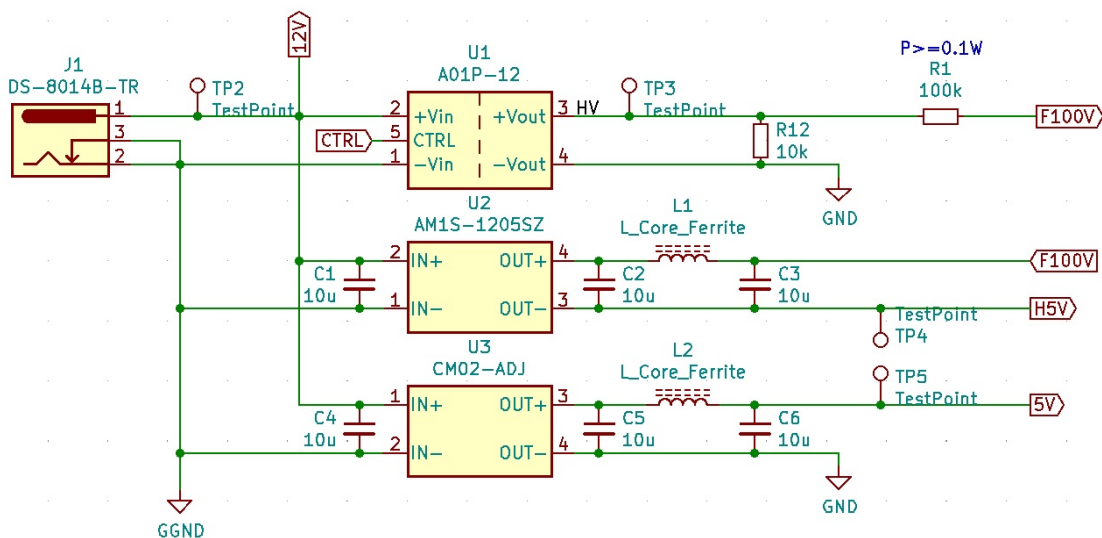 12V
J1
DS-8014B-TR
1
3
2
TP2
TestPoint
U1
A01P-12
2 +Vin
5 CTRL
1 -Vin
CTRL
+Vout 3 HV
-Vout 4
TP3
TestPoint
R12
10k
P>=0.1W
R1
100k
F100V
GND
U2
AM1S-1205SZ
2 IN+
1 IN-
OUT+ 4
OUT- 3
C1
10u
L1
L_Core_Ferrite
C2
10u
C3
10u
F100V
TestPoint
TP4
H5V
U3
CM02-ADJ
1 IN+
2 IN-
OUT+ 3
OUT- 4
C4
10u
L2
L_Core_Ferrite
C5
10u
C6
10u
TP5
TestPoint
5V
GND
GGND